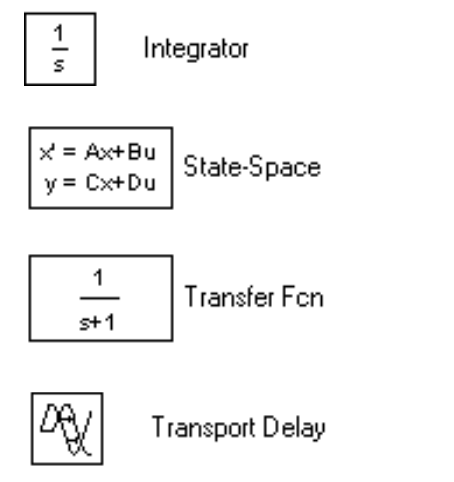 1
s
Integrator
x' = Ax+Bu
y = Cx+Du
State-Space
1
s+1
Transfer Fcn
Transport Delay